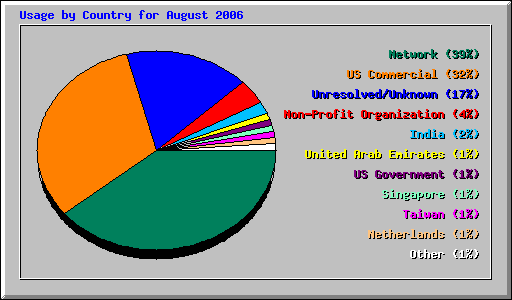 Usage by Country for August 2006
Network (39%)
US Commercial (32%)
Unresolved/Unknown (17%)
Non-Profit Organization (4%)
India (2%)
United Arab Emirates (1%)
US Government (1%)
Singapore (1%)
Taiwan (1%)
Netherlands (1%)
Other (1%)